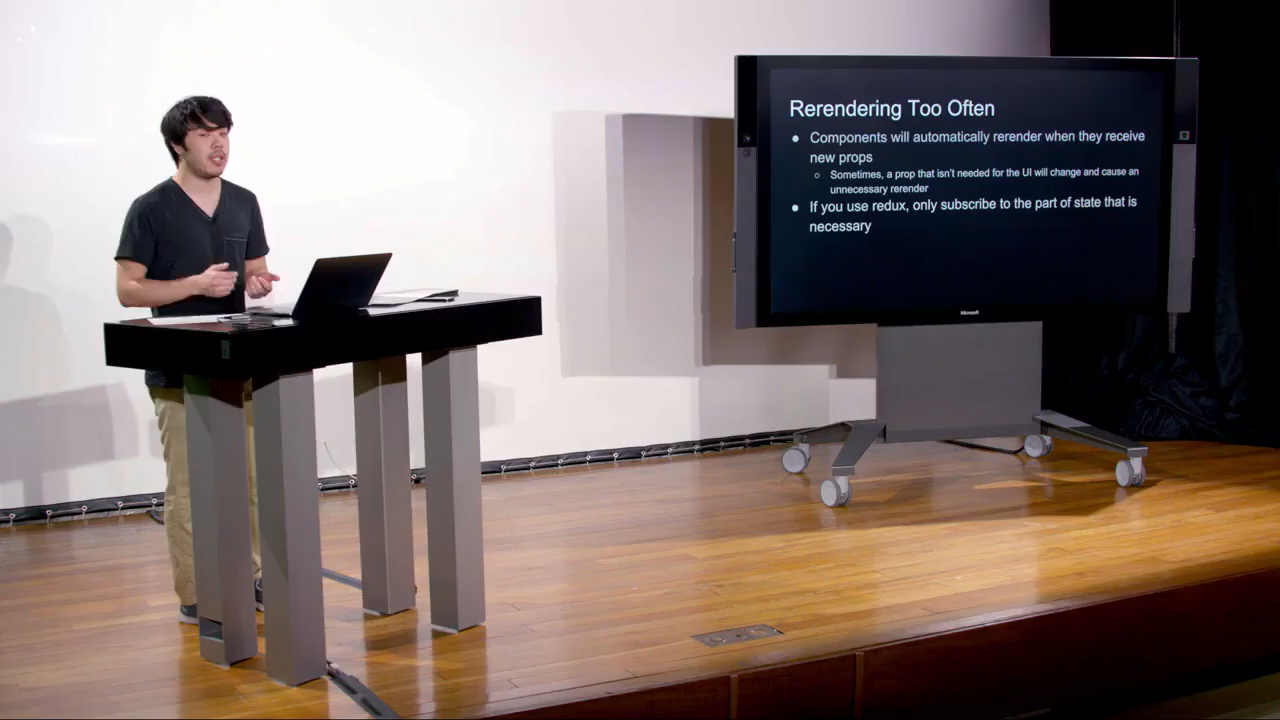 Rerendering Too Often
● Components will automatically rerender when they receive
new props
○ Sometimes, a prop that isn't needed for the UI will change and cause an
unnecessary rerender
● If you use redux, only subscribe to the part of state that is
necessary
Microsoft